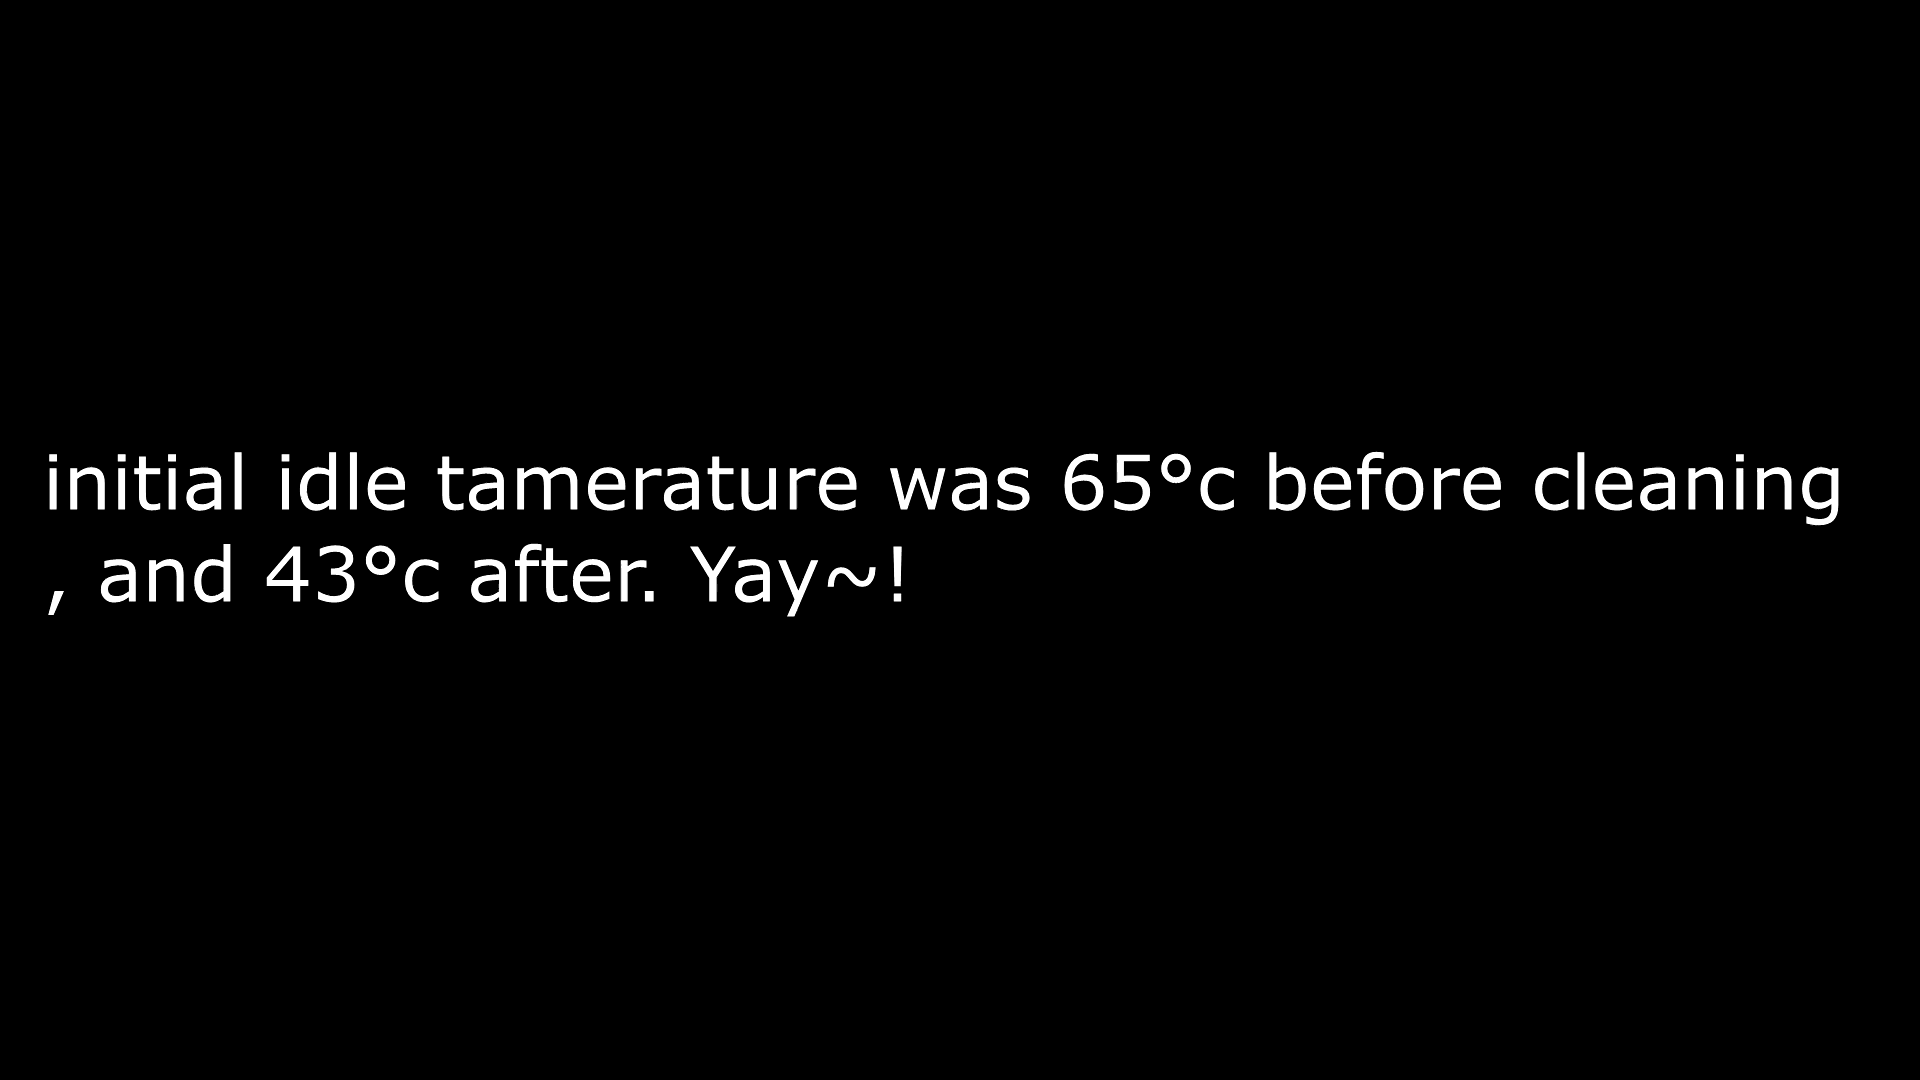 initial idle tamerature was 65°c before cleaning
, and 43°c after. Yay~!